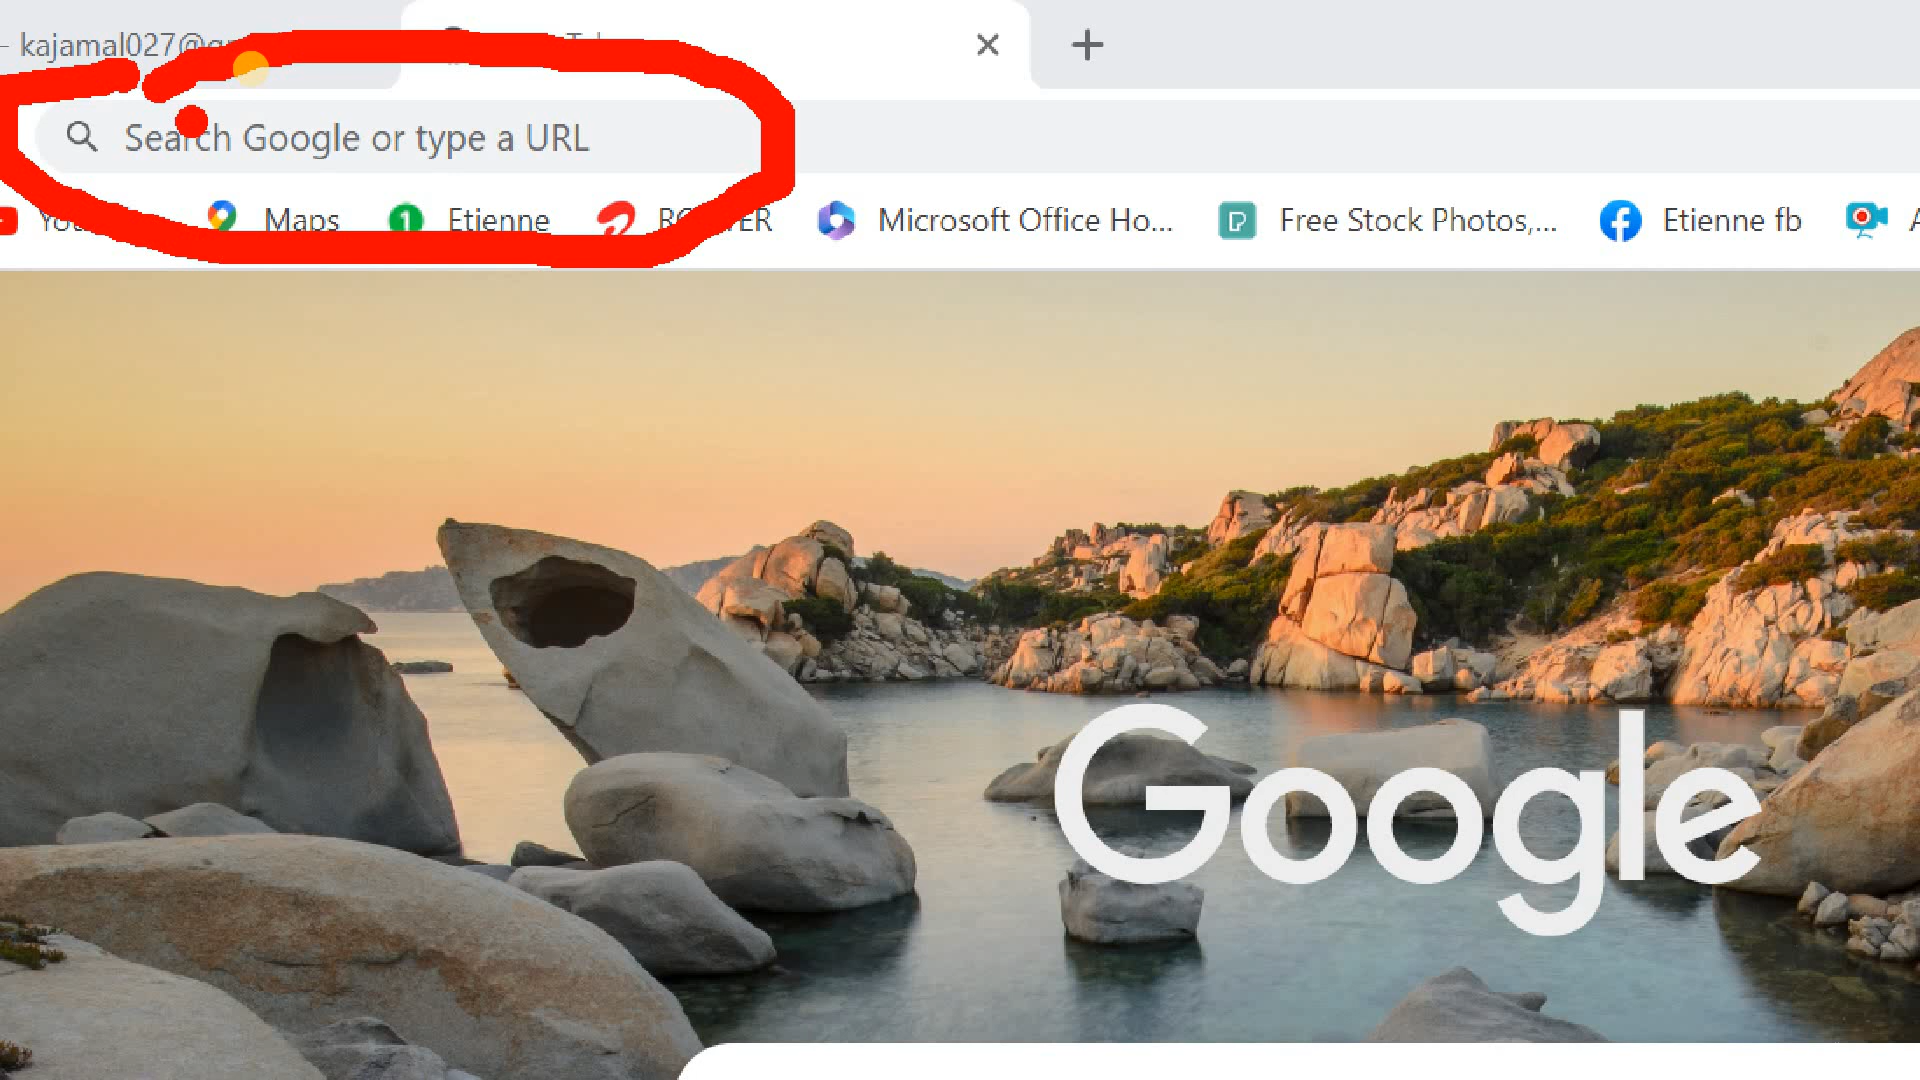 – kajamal027@g
Search Google or type a URL
Maps
Etienne
Microsoft Office Ho...
Free Stock Photos,...
Etienne fb
A
Google